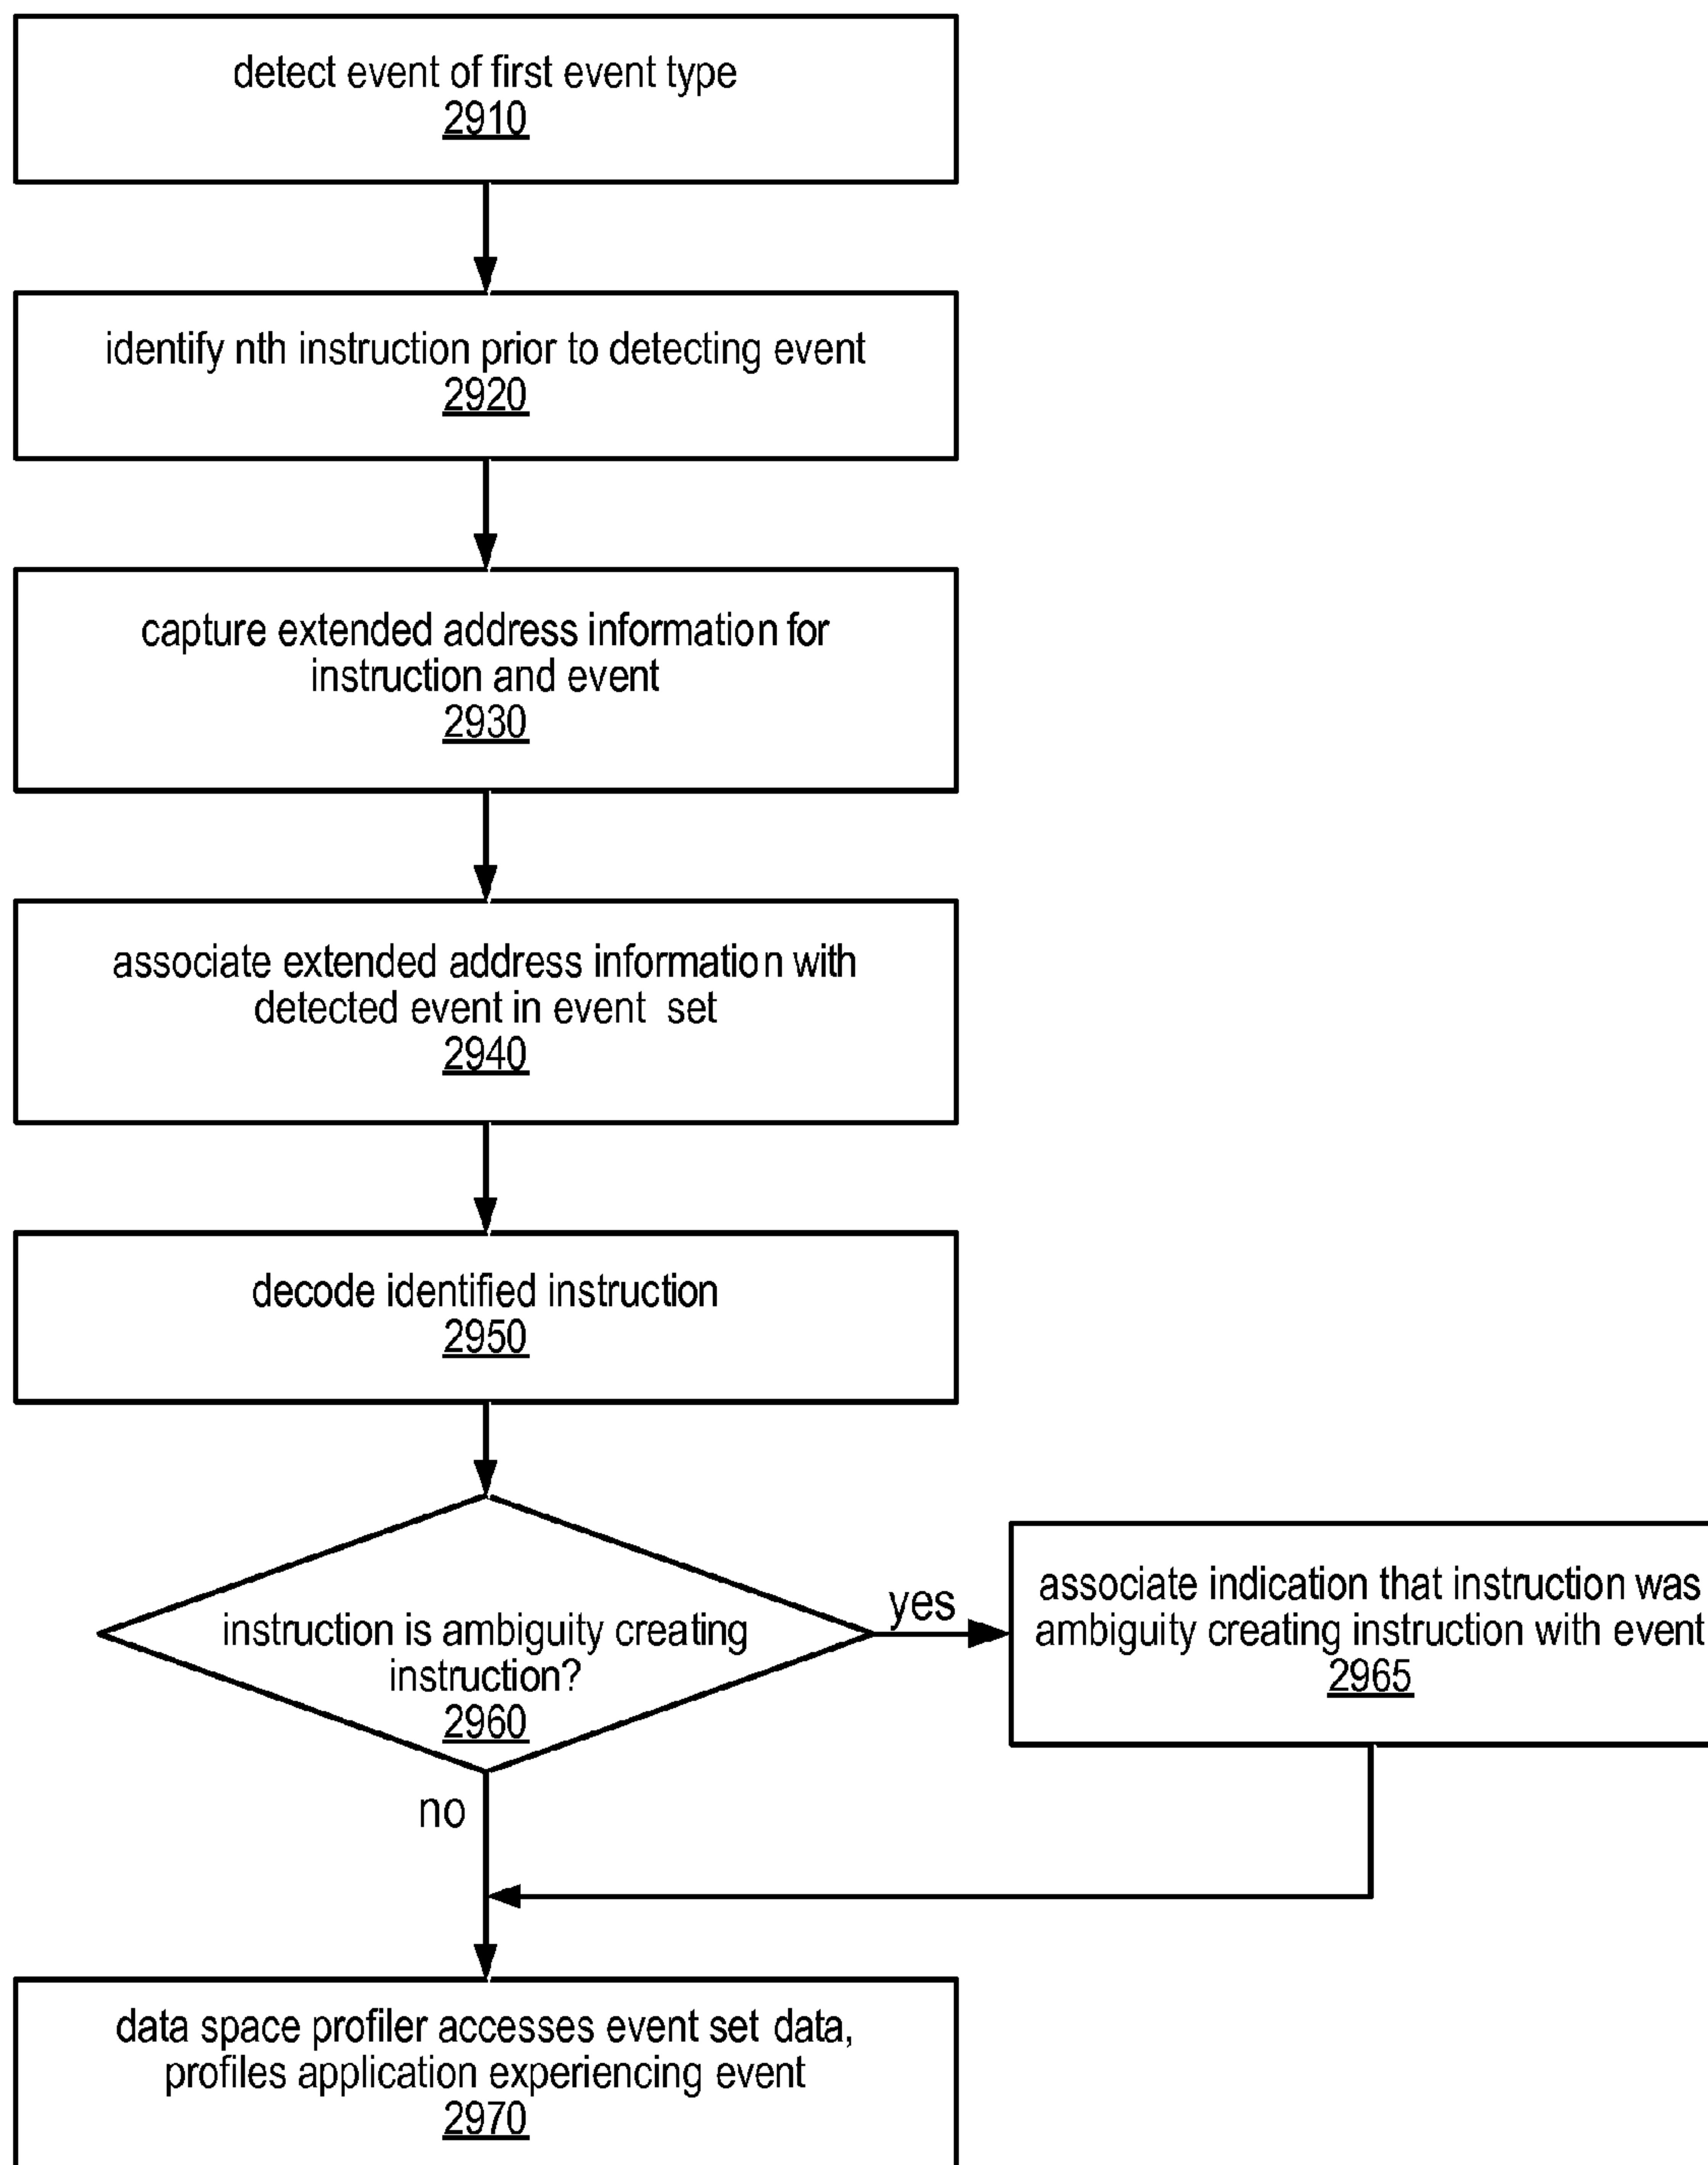 detect event of first event type
2910
identify nth instruction prior to detecting event
2920
capture extended address information for
instruction and event
2930
associate extended address information with
detected event in event set
2940
decode identified instruction
2950
instruction is ambiguity creating
instruction?
2960
yes
associate indication that instruction was
ambiguity creating instruction with event
2965
no
data space profiler accesses event set data,
profiles application experiencing event
2970